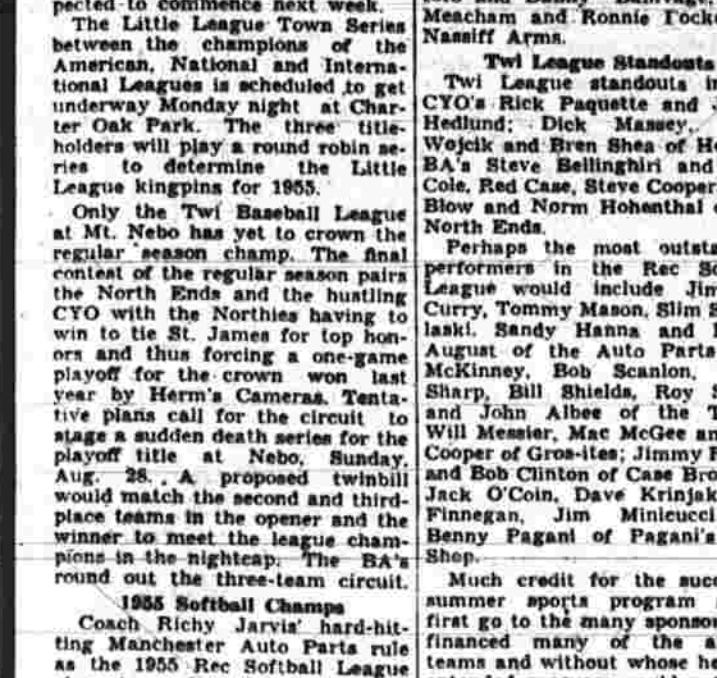 pected to commence next week.
The Little League Town Series
between the champions of the
American, National and Interna-
tional Leagues is scheduled to get
underway Monday night at Char-
ter Oak Park. The three title-
holders will play a round robin se-
ries to determine the Little
League kingpins for 1955.
Only the Twi Baseball League
at Mt. Nebo has yet to crown the
regular season champ. The final
contest of the regular season pairs
the North Ends and the hustling
CYO with the Northies having to
win to tie St. James for top hon-
ors and thus forcing a one-game
playoff for the crown won last
year by Herm's Cameras. Tenta-
tive plans call for the circuit to
stage a sudden death series for the
playoff title at Nebo, Sunday,
Aug. 28. A proposed twinbill
would match the second and third-
place teams in the opener and the
winner to meet the league cham-
pions in the nightcap. The BA's
round out the three-team circuit.
1955 Softball Champs
Coach Richy Jarvis' hard-hit-
ting Manchester Auto Parts rule
as the 1955 Rec Softball League
Meacham and Ronnie
Nassiff Arms.
Twi League Standouts
Twi League standouts
CYO's Rick Paquette and
Hedlund; Dick Massey,
Wojcik and Bren Shea of
BA's Steve Bellinghiri and
Cole, Red Case, Steve Cooper
Blow and Norm Hohenthal
North Ends.
Perhaps the most
performers in the Rec
League would include
Curry, Tommy Mason, Slim
laski, Sandy Hanna and
August of the Auto Parts
McKinney, Bob Scanlon,
Sharp, Bill Shields, Roy
and John Albee of the
Will Messier, Mac McGee
Cooper of Gros-ites; Jimmy
and Bob Clinton of Case
Jack O'Coin, Dave Krinjak
Finnegan, Jim Minicucci
Benny Pagani of Pagani's
Shop.
Much credit for the
summer sports program
first go to the many
financed many of the
teams and without whose